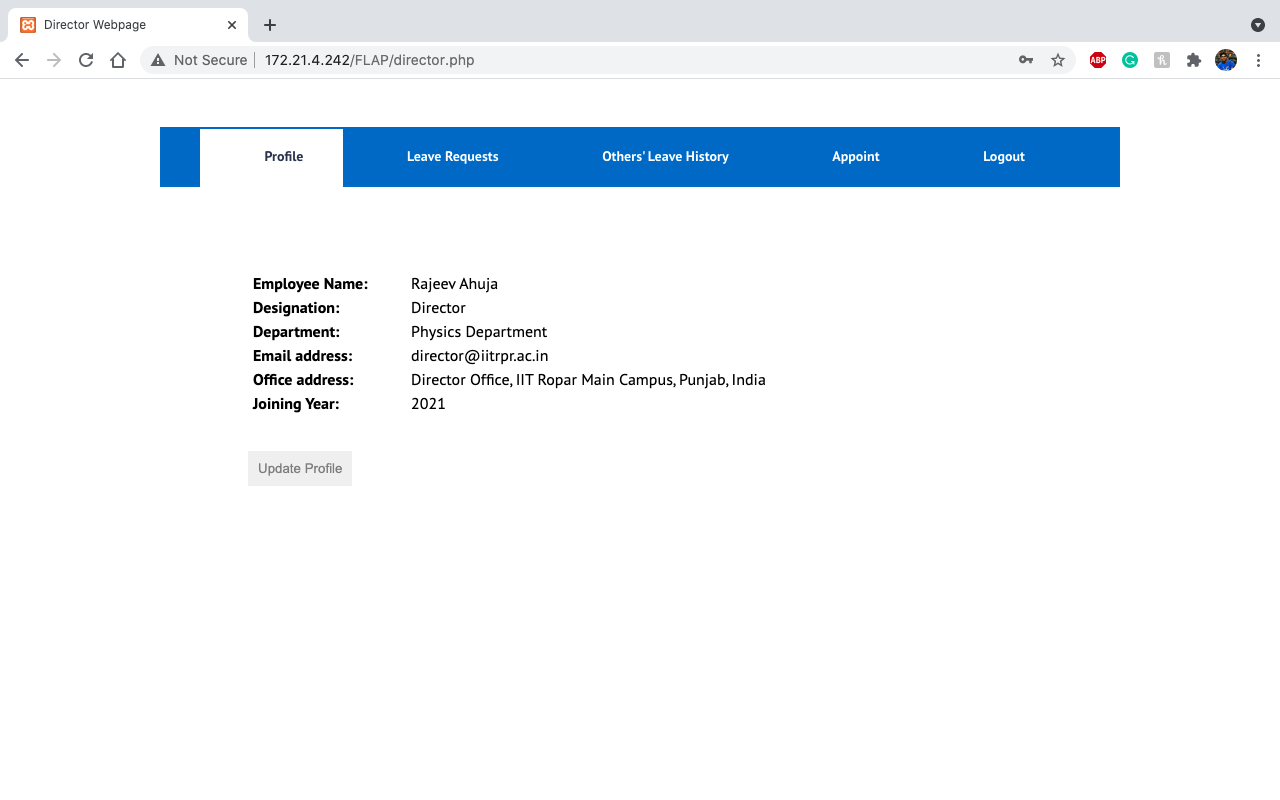 Director Webpage
Not Secure 172.21.4.242/FLAP/director.php
ABP
Profile Leave Requests Others' Leave History Appoint Logout
Employee Name: Rajeev Ahuja
Designation: Director
Department: Physics Department
Email address: director@iitrpr.ac.in
Office address: Director Office, IIT Ropar Main Campus, Punjab, India
Joining Year: 2021
Update Profile